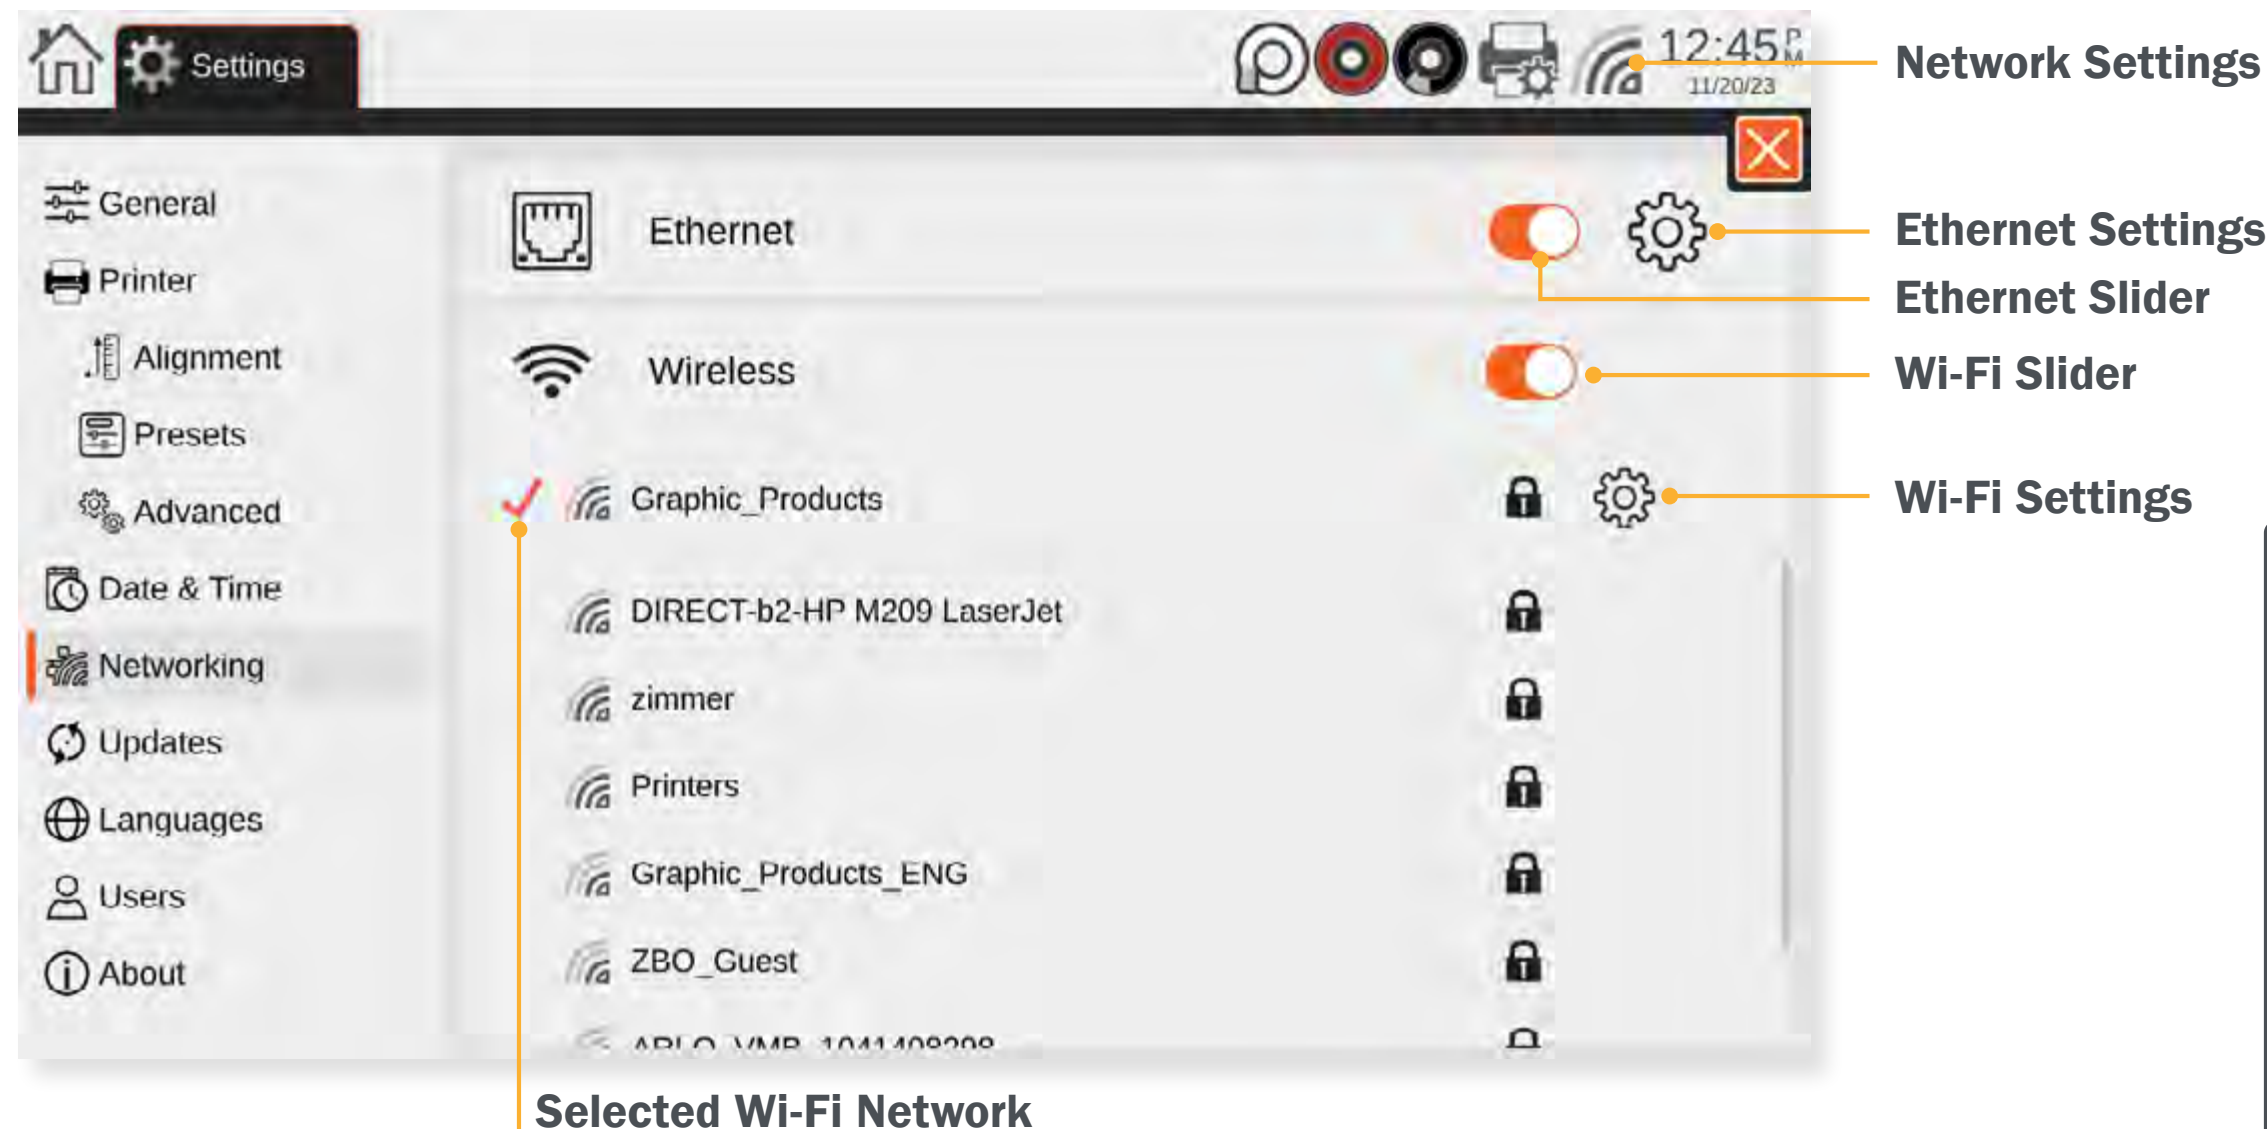 Settings
12:45 PM
11/20/23
Network Settings
General
Printer
Alignment
Presets
Advanced
Date & Time
Networking
Updates
Languages
Users
About
Ethernet
Ethernet Settings
Ethernet Slider
Wireless
Wi-Fi Slider
Graphic_Products
Wi-Fi Settings
DIRECT-b2-HP M209 LaserJet
zimmer
Printers
Graphic_Products_ENG
ZBO_Guest
ARLO_VMB_1041408298
Selected Wi-Fi Network